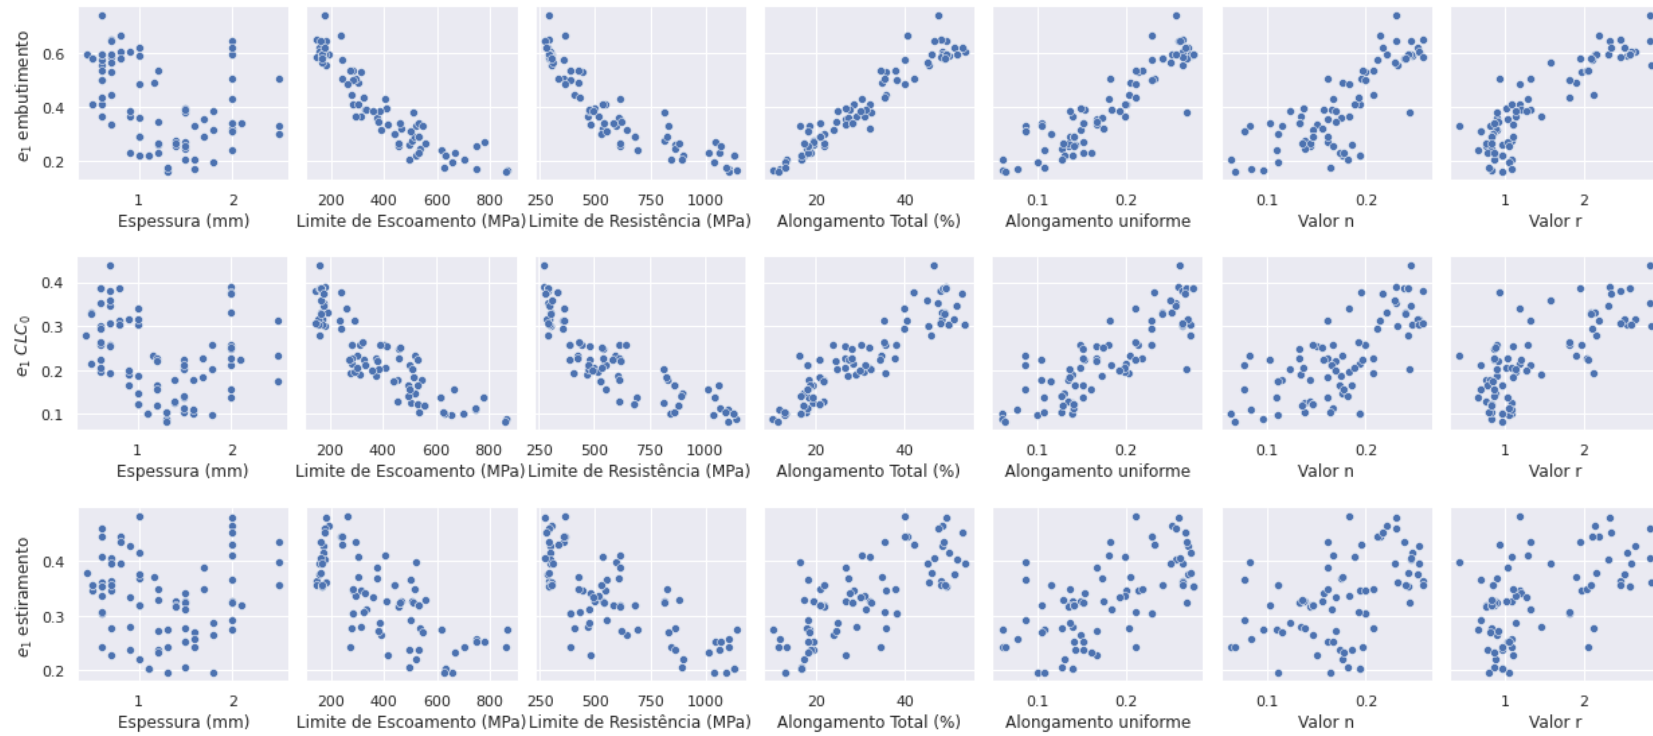 e₁ embutimento
0.6
0.4
0.2
1 2
200 400 600 800
250 500 750 1000
20 40
0.1 0.2
0.1 0.2
1 2
Espessura (mm) Limite de Escoamento (MPa) Limite de Resistência (MPa) Alongamento Total (%) Alongamento uniforme Valor n Valor r
e₁ CLC₀
0.4
0.3
0.2
0.1
1 2
200 400 600 800
250 500 750 1000
20 40
0.1 0.2
0.1 0.2
1 2
Espessura (mm) Limite de Escoamento (MPa) Limite de Resistência (MPa) Alongamento Total (%) Alongamento uniforme Valor n Valor r
e₁ estiramento
0.4
0.3
0.2
1 2
200 400 600 800
250 500 750 1000
20 40
0.1 0.2
0.1 0.2
1 2
Espessura (mm) Limite de Escoamento (MPa) Limite de Resistência (MPa) Alongamento Total (%) Alongamento uniforme Valor n Valor r